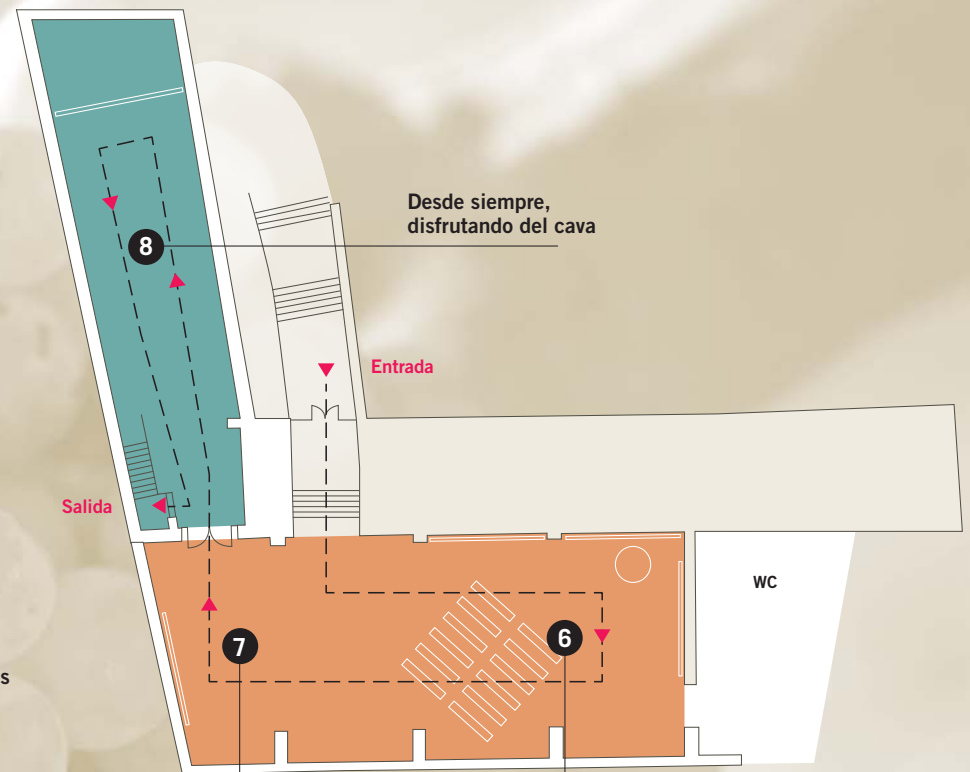 Desde siempre,
disfrutando del cava
8
Entrada
Salida
WC
6
7
s